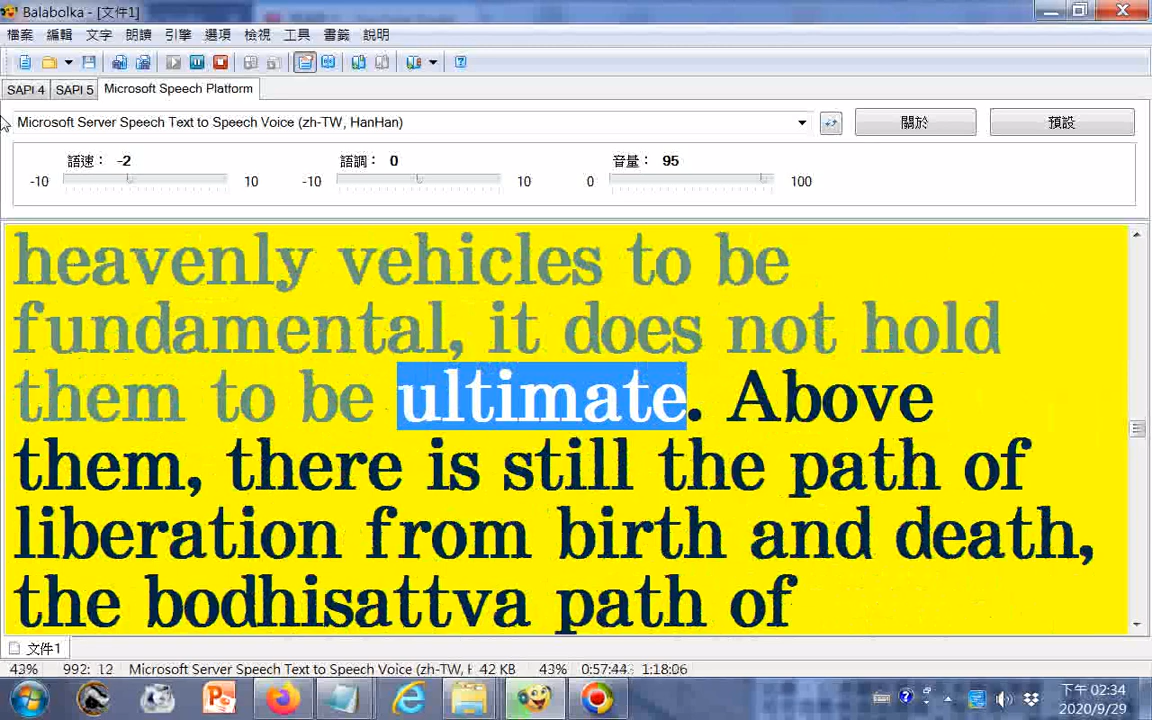 Balabolka - [文件1]
檔案 編輯 文字 朗讀 引擎 選項 檢視 工具 書籤 說明
SAPI 4 SAPI 5 Microsoft Speech Platform
Microsoft Server Speech Text to Speech Voice (zh-TW, HanHan) 關於 預設
語速： -2 語調： 0 音量： 95
-10 10 -10 10 0 100
heavenly vehicles to be
fundamental, it does not hold
them to be ultimate. Above
them, there is still the path of
liberation from birth and death,
the bodhisattva path of
文件1
43% 992: 12 Microsoft Server Speech Text to Speech Voice (zh-TW, H 42 KB 43% 0:57:44 1:18:06
下午 02:34
2020/9/29